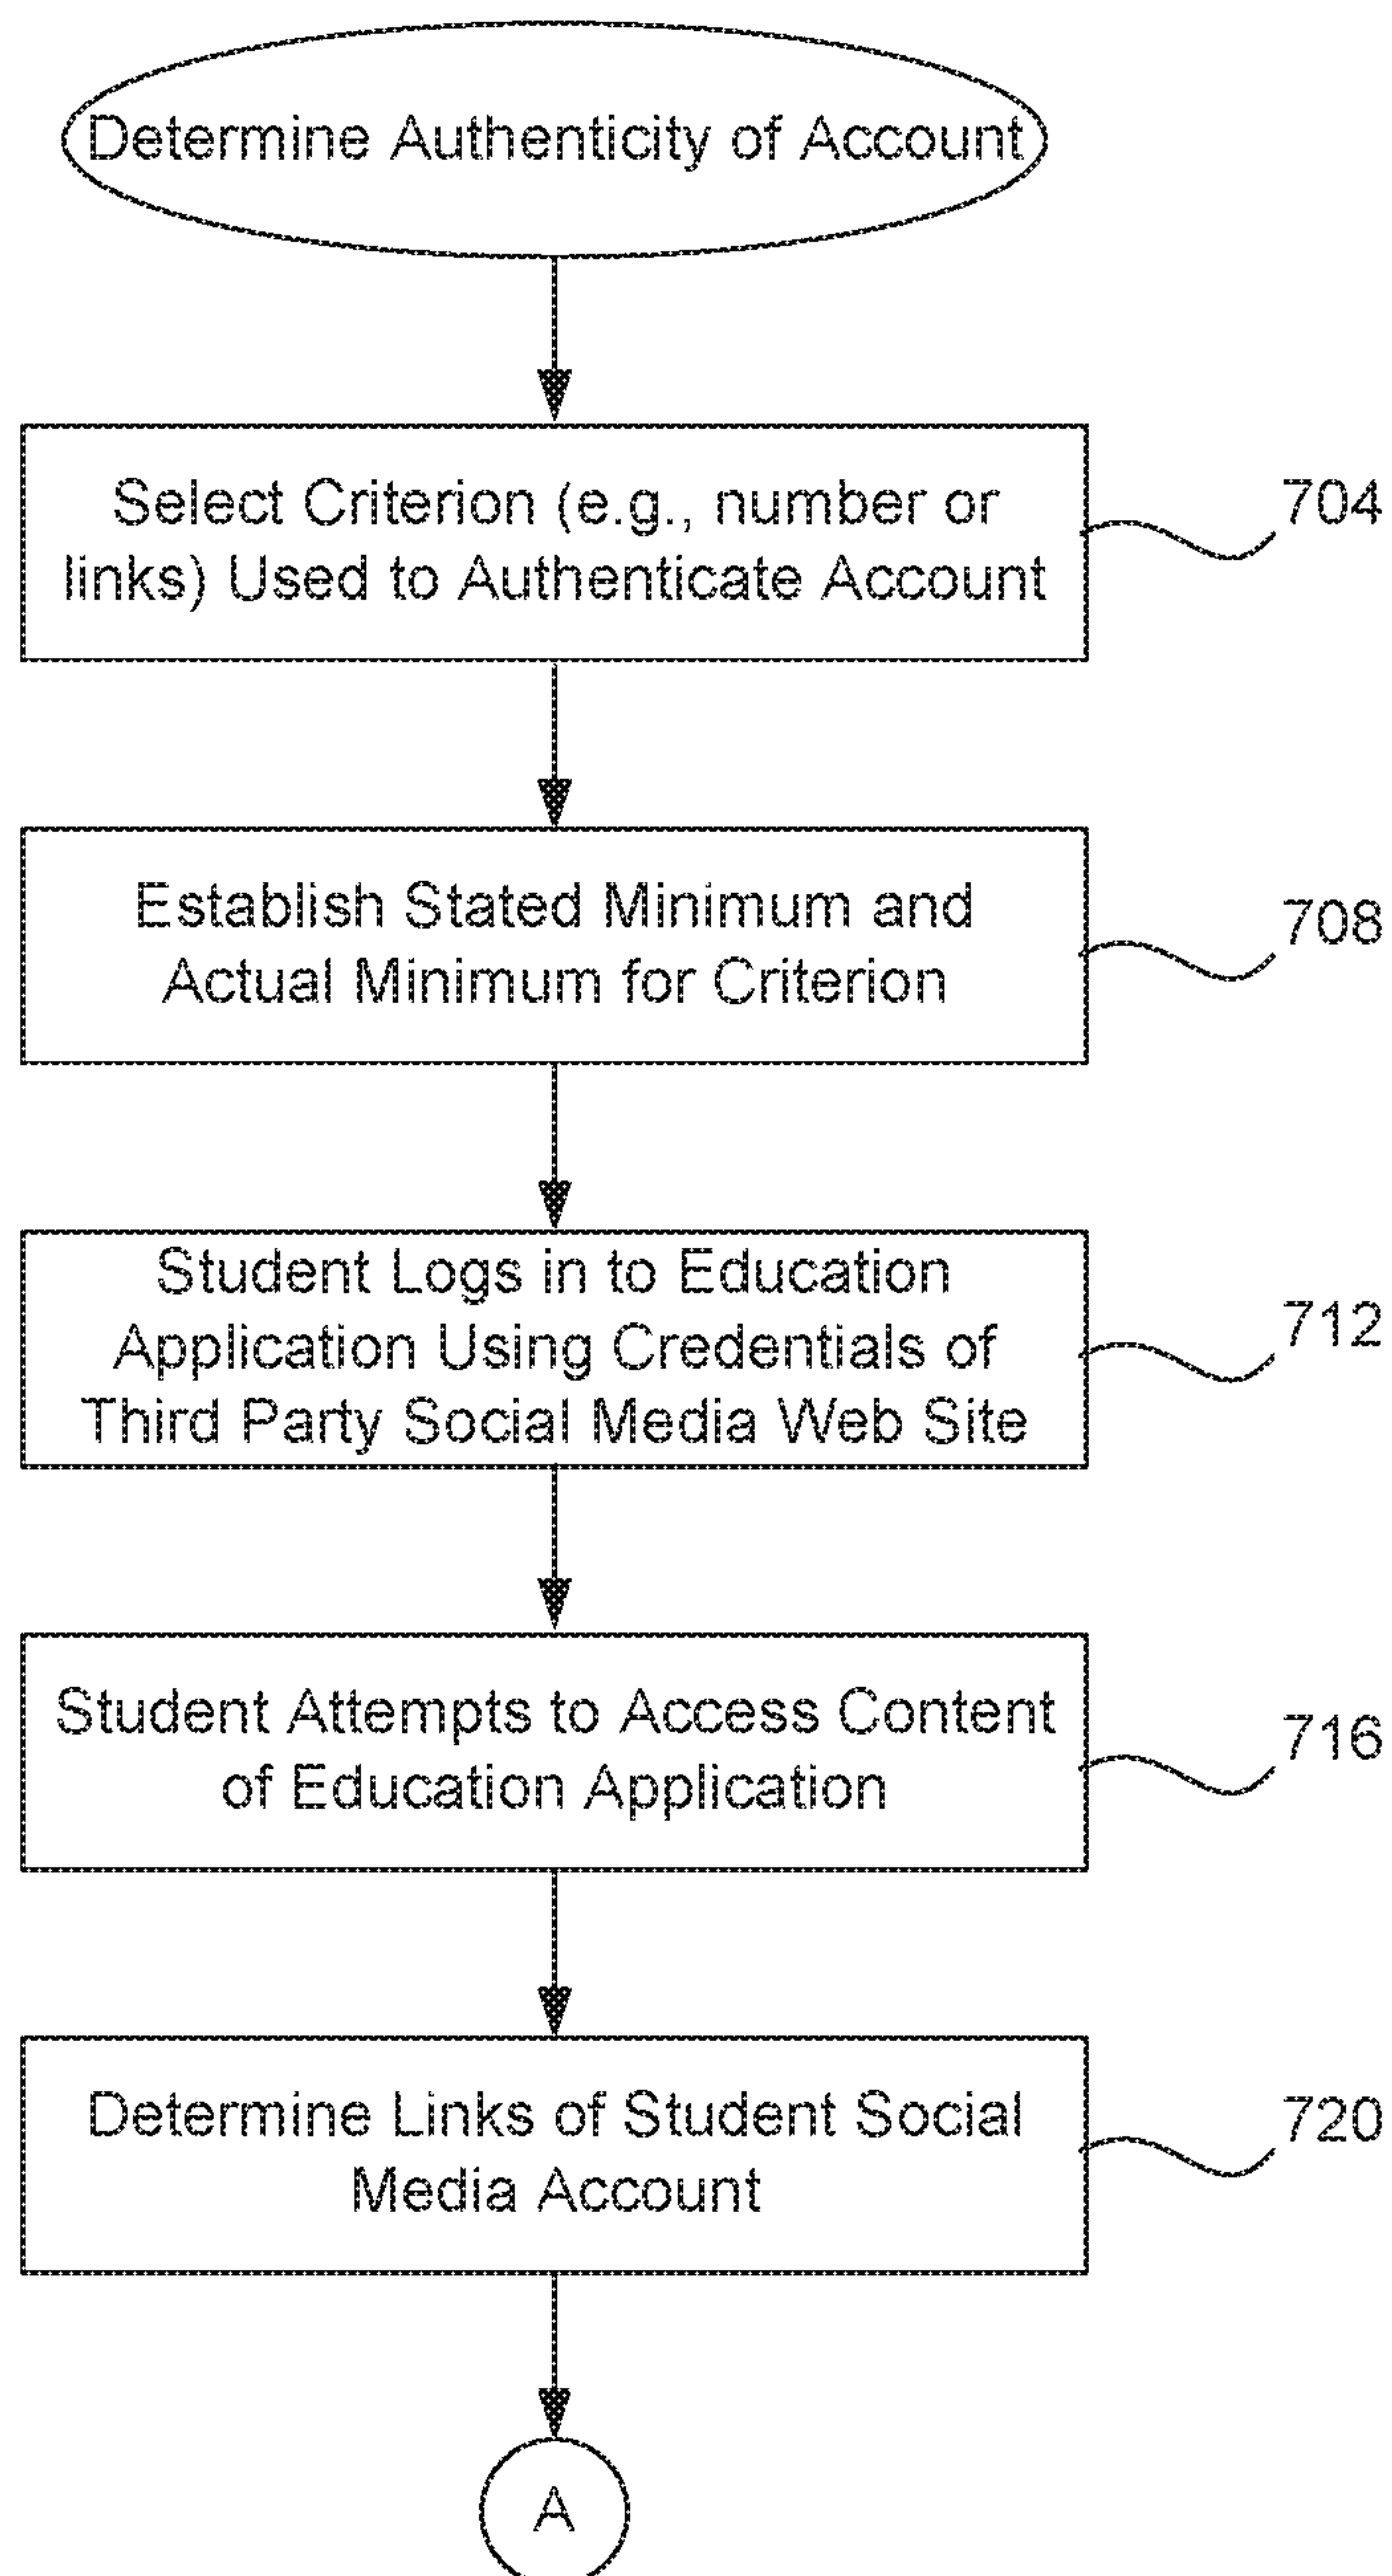 Determine Authenticity of Account
Select Criterion (e.g., number or
links) Used to Authenticate Account
704
Establish Stated Minimum and
Actual Minimum for Criterion
708
Student Logs in to Education
Application Using Credentials of
Third Party Social Media Web Site
712
Student Attempts to Access Content
of Education Application
716
Determine Links of Student Social
Media Account
720
A